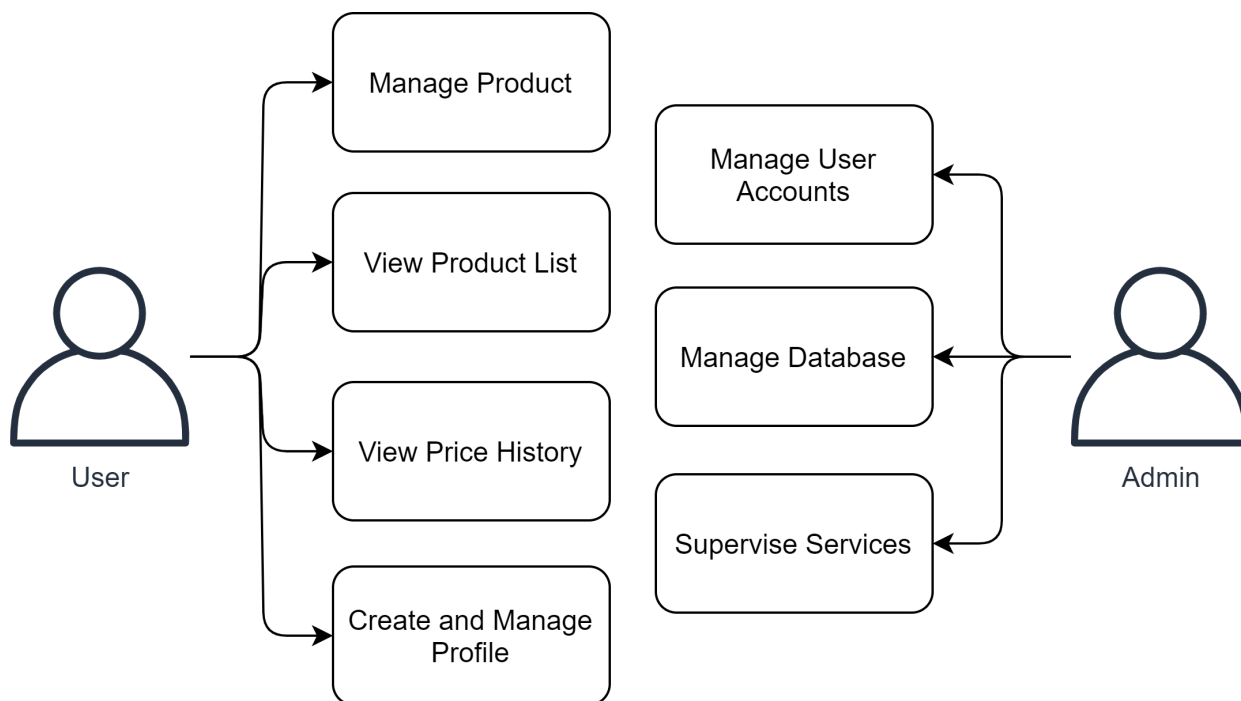 Manage Product
View Product List
View Price History
Create and Manage
Profile
User
Manage User
Accounts
Manage Database
Supervise Services
Admin